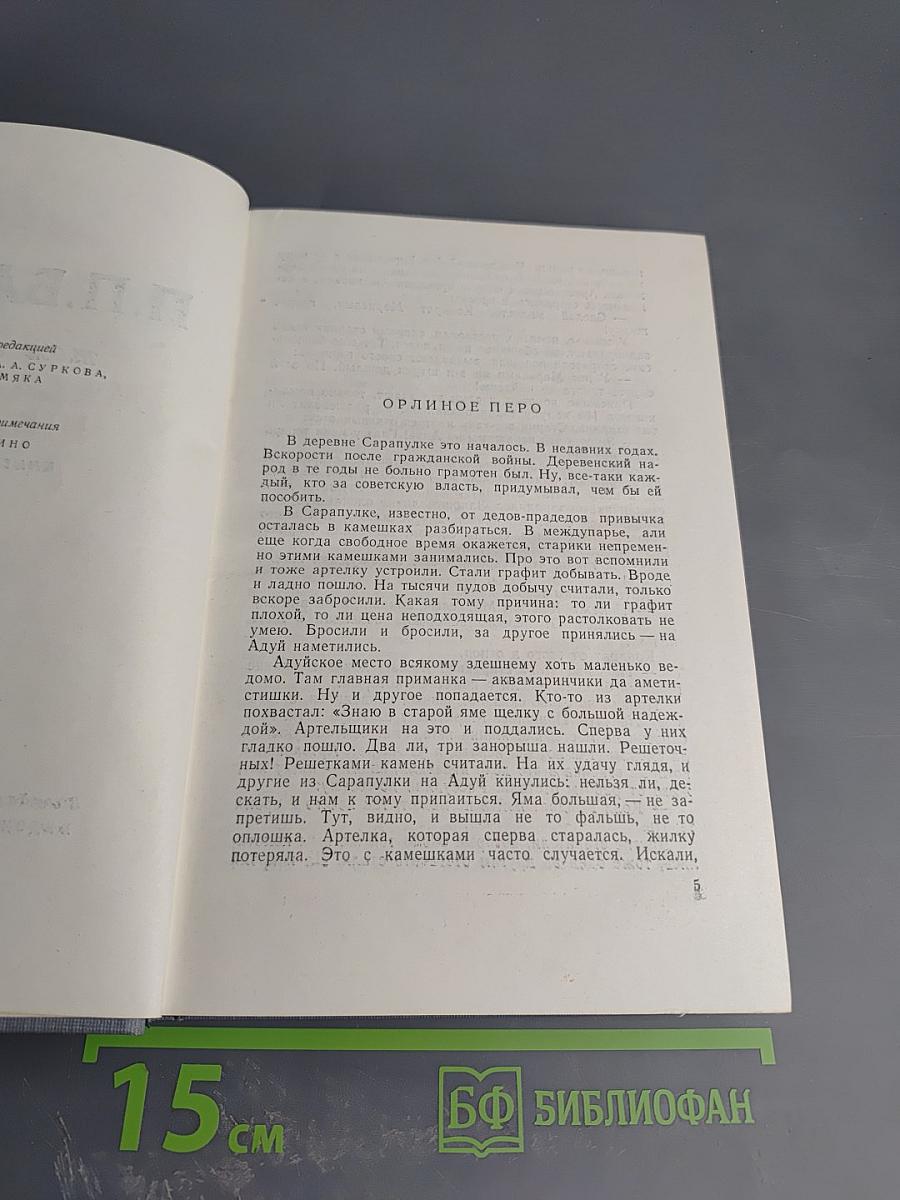 редакцией
А. А. СУРКОВА,
МЯКА
имечания
ИНО
ОРЛИНОЕ ПЕРО
В деревне Сарапулке это началось. В недавних годах.
Вскорости после гражданской войны. Деревенский на-
род в те годы не больно грамотен был. Ну, все-таки каж-
дый, кто за советскую власть, придумывал, чем бы ей
пособить.
В Сарапулке, известно, от дедов-прадедов привычка
осталась в камешках разбираться. В междупарье, али
еще когда свободное время окажется, старики непремен-
но этими камешками занимались. Про это вот вспомнили
и тоже артелку устроили. Стали графит добывать. Вроде
и ладно пошло. На тысячи пудов добычу считали, только
вскоре забросили. Какая тому причина: то ли графит
плохой, то ли цена неподходящая, этого растолковать не
умею. Бросили и бросили, за другое принялись — на
Адуй наметились.
Адуйское место всякому здешнему хоть маленько ве-
домо. Там главная приманка — аквамаринчики да амети-
стишки. Ну и другое попадается. Кто-то из артелки
похвастал: «Знаю в старой яме щелку с большой надеж-
дой». Артельщики на это и поддались. Сперва у них
гладко пошло. Два ли, три занорыша нашли. Решеточ-
ных! Решетками камень считали. На их удачу глядя, и
другие из Сарапулки на Адуй кинулись: нельзя ли, де-
скать, и нам к тому припаиться. Яма большая, — не за-
претишь. Тут, видно, и вышла не то фальшь, не то
оплошка. Артелка, которая сперва старалась, жилку
потеряла. Это с камешками часто случается. Искали,
5
15 см
БФ БИБЛИОФАН